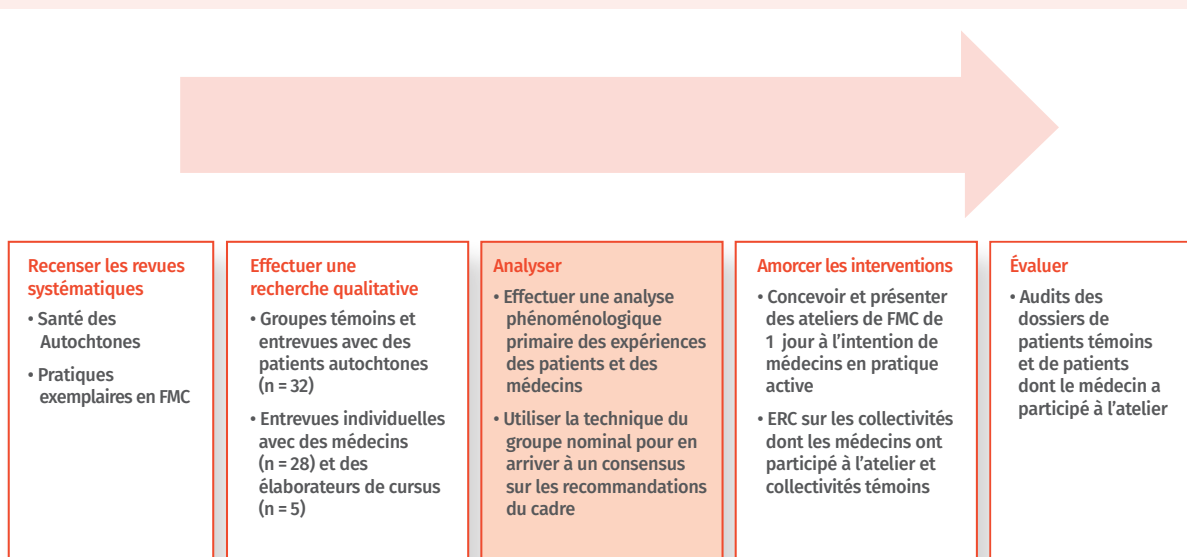 Recenser les revues
systématiques
• Santé des
Autochtones
• Pratiques
exemplaires en FMC
Effectuer une
recherche qualitative
• Groupes témoins et
entrevues avec des
patients autochtones
(n = 32)
• Entrevues individuelles
avec des médecins
(n = 28) et des
élaborateurs de cursus
(n = 5)
Analyser
• Effectuer une analyse
phénoménologique
primaire des expériences
des patients et des
médecins
• Utiliser la technique du
groupe nominal pour en
arriver à un consensus
sur les recommandations
du cadre
Amorcer les interventions
• Concevoir et présenter
des ateliers de FMC de
1 jour à l'intention de
médecins en pratique
active
• ERC sur les collectivités
dont les médecins ont
participé à l'atelier et
collectivités témoins
Évaluer
• Audits des
dossiers de
patients témoins
et de patients
dont le médecin a
participé à l'atelier